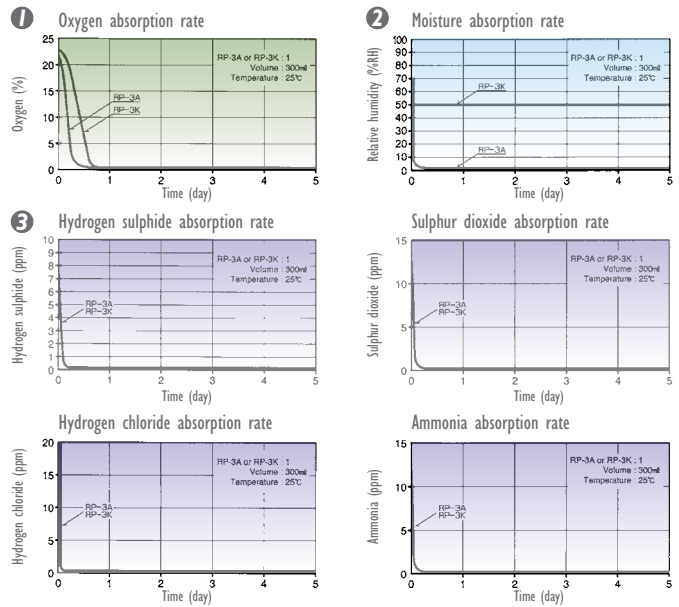 1 Oxygen absorption rate
25
20
15
10
5
0
Oxygen (%)
RP-3A or RP-3K : 1
Volume : 300ml
Temperature : 25℃
RP-3A
RP-3K
0 1 2 3 4 5
Time (day)
2 Moisture absorption rate
100
90
80
70
60
50
40
30
20
10
0
Relative humidity (%RH)
RP-3A or RP-3K : 1
Volume : 300ml
Temperature : 25℃
RP-3K
RP-3A
0 1 2 3 4 5
Time (day)
3 Hydrogen sulphide absorption rate
10
9
8
7
6
5
4
3
2
1
0
Hydrogen sulphide (ppm)
RP-3A or RP-3K : 1
Volume : 300ml
Temperature : 25℃
RP-3A
RP-3K
0 1 2 3 4 5
Time (day)
Sulphur dioxide absorption rate
15
10
5
0
Sulphur dioxide (ppm)
RP-3A or RP-3K : 1
Volume : 300ml
Temperature : 25℃
RP-3A
RP-3K
0 1 2 3 4 5
Time (day)
Hydrogen chloride absorption rate
20
15
10
5
0
Hydrogen chloride (ppm)
RP-3A or RP-3K : 1
Volume : 300ml
Temperature : 25℃
RP-3A
RP-3K
0 1 2 3 4 5
Time (day)
Ammonia absorption rate
15
10
5
0
Ammonia (ppm)
RP-3A or RP-3K : 1
Volume : 300ml
Temperature : 25℃
RP-3A
RP-3K
0 1 2 3 4 5
Time (day)